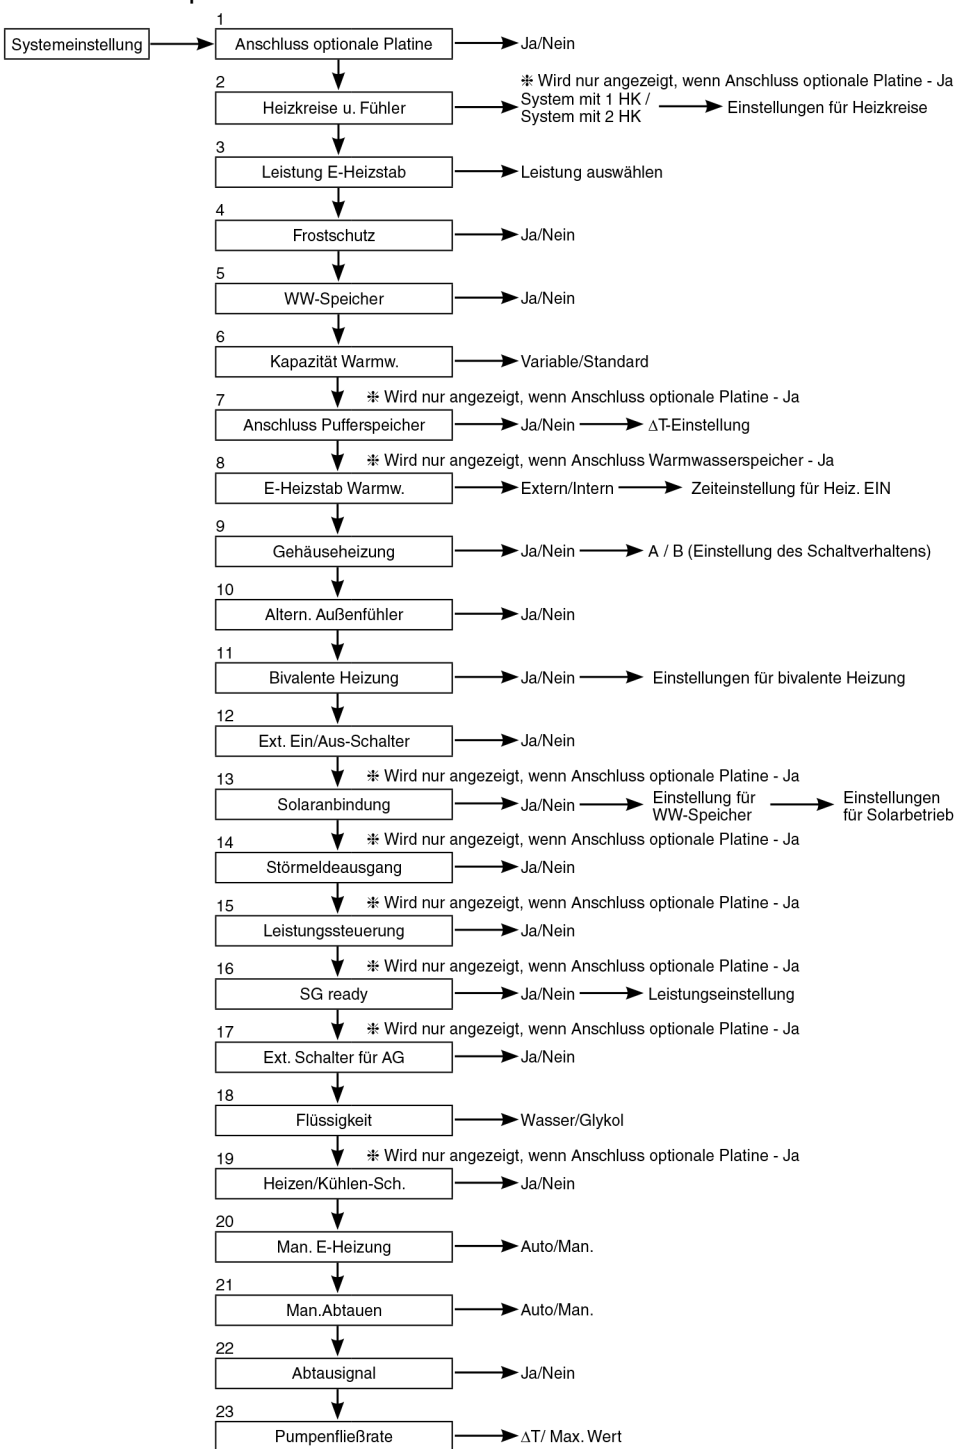 1
Systemeinstellung Anschluss optionale Platine Ja/Nein
2 ❉ Wird nur angezeigt, wenn Anschluss optionale Platine - Ja
Heizkreise u. Fühler System mit 1 HK / Einstellungen für Heizkreise
System mit 2 HK
3
Leistung E-Heizstab Leistung auswählen
4
Frostschutz Ja/Nein
5
WW-Speicher Ja/Nein
6
Kapazität Warmw. Variable/Standard
7 ❉ Wird nur angezeigt, wenn Anschluss optionale Platine - Ja
Anschluss Pufferspeicher Ja/Nein ΔT-Einstellung
8 ❉ Wird nur angezeigt, wenn Anschluss Warmwasserspeicher - Ja
E-Heizstab Warmw. Extern/Intern Zeiteinstellung für Heiz. EIN
9
Gehäuseheizung Ja/Nein A / B (Einstellung des Schaltverhaltens)
10
Altern. Außenfühler Ja/Nein
11
Bivalente Heizung Ja/Nein Einstellungen für bivalente Heizung
12
Ext. Ein/Aus-Schalter Ja/Nein
13 ❉ Wird nur angezeigt, wenn Anschluss optionale Platine - Ja
Solaranbindung Ja/Nein Einstellung für Einstellungen
WW-Speicher für Solarbetrieb
14 ❉ Wird nur angezeigt, wenn Anschluss optionale Platine - Ja
Störmeldeausgang Ja/Nein
15 ❉ Wird nur angezeigt, wenn Anschluss optionale Platine - Ja
Leistungssteuerung Ja/Nein
16 ❉ Wird nur angezeigt, wenn Anschluss optionale Platine - Ja
SG ready Ja/Nein Leistungseinstellung
17 ❉ Wird nur angezeigt, wenn Anschluss optionale Platine - Ja
Ext. Schalter für AG Ja/Nein
18
Flüssigkeit Wasser/Glykol
19 ❉ Wird nur angezeigt, wenn Anschluss optionale Platine - Ja
Heizen/Kühlen-Sch. Ja/Nein
20
Man. E-Heizung Auto/Man.
21
Man.Abtauen Auto/Man.
22
Abtausignal Ja/Nein
23
Pumpenfließrate ΔT/ Max. Wert